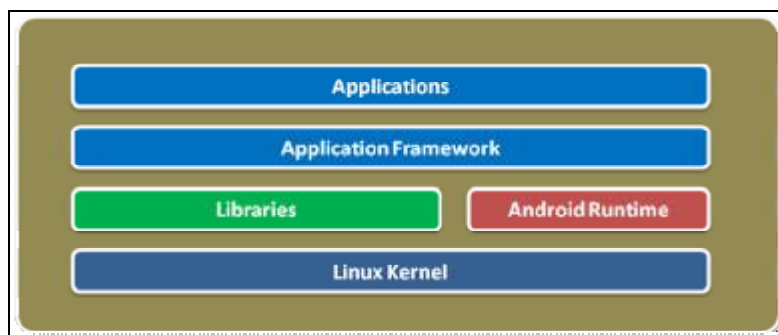 Applications
Application Framework
Libraries
Android Runtime
Linux Kernel